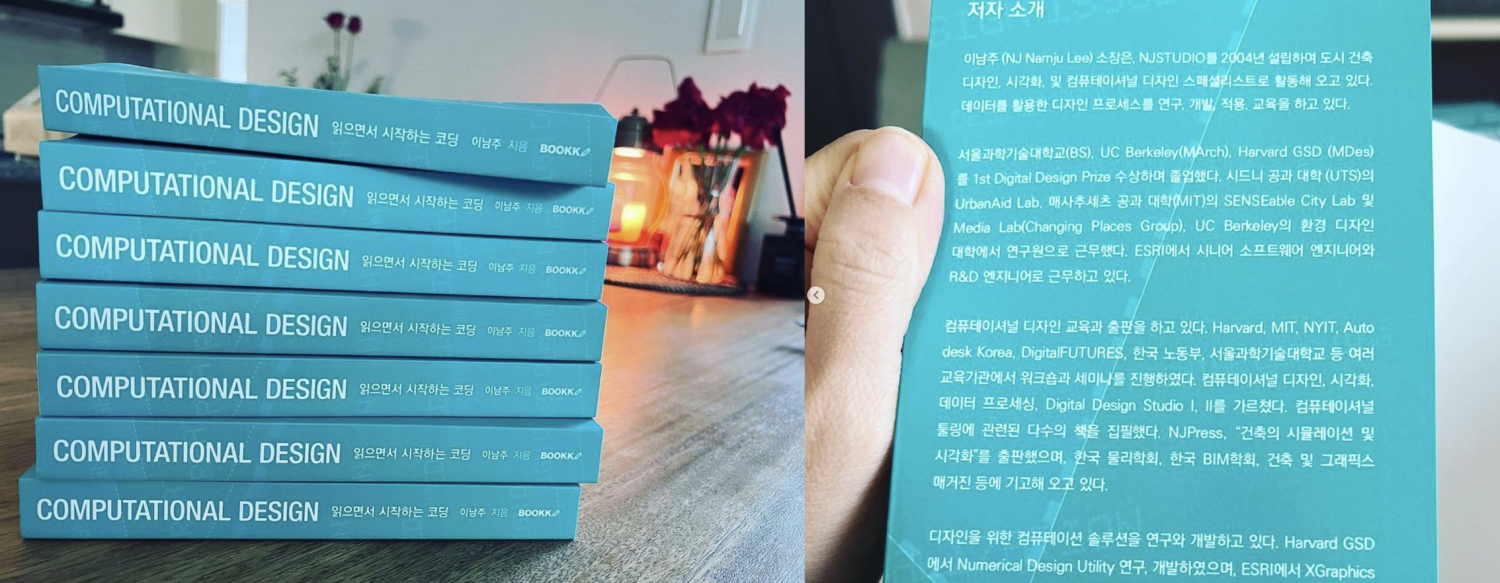 COMPUTATIONAL DESIGN 읽으면서 시작하는 코딩 이남주 지음 BOOKK
COMPUTATIONAL DESIGN 읽으면서 시작하는 코딩 이남주 지음 BOOKK
COMPUTATIONAL DESIGN 읽으면서 시작하는 코딩 이남주 지음 BOOKK
COMPUTATIONAL DESIGN 읽으면서 시작하는 코딩 이남주 지음 BOOKK
COMPUTATIONAL DESIGN 읽으면서 시작하는 코딩 이남주 지음 BOOKK
COMPUTATIONAL DESIGN 읽으면서 시작하는 코딩 이남주 지음 BOOKK
COMPUTATIONAL DESIGN 읽으면서 시작하는 코딩 이남주 지음 BOOKK
저자 소개
이남주 (NJ Namju Lee) 소장은, NJSTUDIO를 2004년 설립하여 도시 건축
디자인, 시각화, 및 컴퓨테이셔널 디자인 스페셜리스트로 활동해 오고 있다.
데이터를 활용한 디자인 프로세스를 연구, 개발, 적용, 교육을 하고 있다.
서울과학기술대학교(BS), UC Berkeley(MArch), Harvard GSD (MDes)
를 1st Digital Design Prize 수상하며 졸업했다. 시드니 공과 대학 (UTS)의
UrbanAid Lab, 매사추세츠 공과 대학(MIT)의 SENSEable City Lab 및
Media Lab(Changing Places Group), UC Berkeley의 환경 디자인
대학에서 연구원으로 근무했다. ESRI에서 시니어 소프트웨어 엔지니어와
R&D 엔지니어로 근무하고 있다.
컴퓨테이셔널 디자인 교육과 출판을 하고 있다. Harvard, MIT, NYIT, Auto
desk Korea, DigitalFUTURES, 한국 노동부, 서울과학기술대학교 등 여러
교육기관에서 워크숍과 세미나를 진행하였다. 컴퓨테이셔널 디자인, 시각화,
데이터 프로세싱, Digital Design Studio I, II를 가르쳤다. 컴퓨테이셔널
툴링에 관련된 다수의 책을 집필했다. NJPress, “건축의 시뮬레이션 및
시각화”를 출판했으며, 한국 물리학회, 한국 BIM학회, 건축 및 그래픽스
매거진 등에 기고해 오고 있다.
디자인을 위한 컴퓨테이션 솔루션을 연구와 개발하고 있다. Harvard GSD
에서 Numerical Design Utility 연구, 개발하였으며, ESRI에서 XGraphics